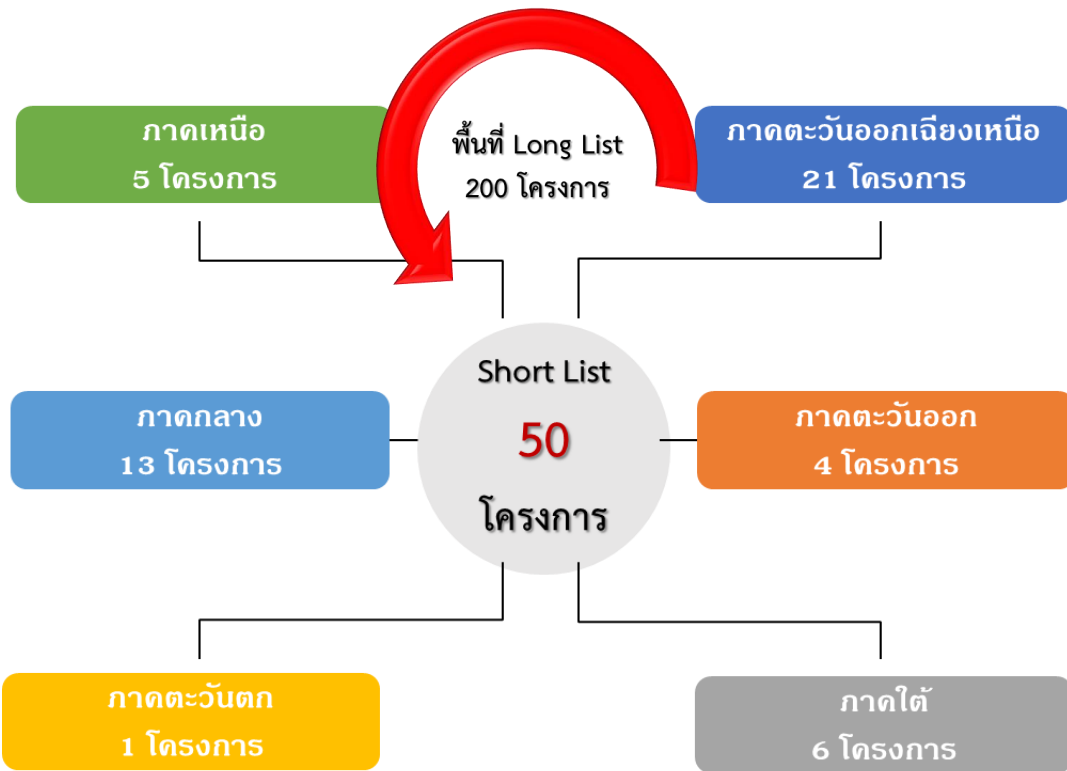 ภาคเหนือ
5 โครงการ
พื้นที่ Long List
200 โครงการ
ภาคตะวันออกเฉียงเหนือ
21 โครงการ
Short List
50
โครงการ
ภาคกลาง
13 โครงการ
ภาคตะวันออก
4 โครงการ
ภาคตะวันตก
1 โครงการ
ภาคใต้
6 โครงการ